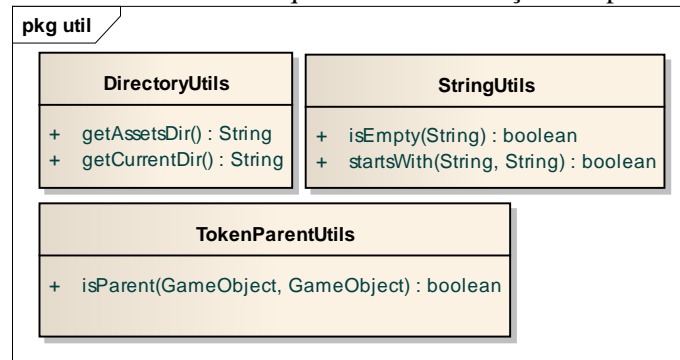 pkg util
DirectoryUtils
+ getAssetsDir() : String
+ getCurrentDir() : String
StringUtils
+ isEmpty(String) : boolean
+ startsWith(String, String) : boolean
TokenParentUtils
+ isParent(GameObject, GameObject) : boolean